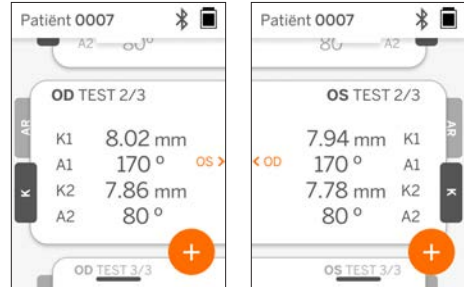 Patiënt 0007
A2 80°
AR
K
OD TEST 2/3
K1 8.02 mm
A1 170 °
K2 7.86 mm
A2 80 °
OS >
+
OD TEST 3/3
Patiënt 0007
80 A2
AR
K
OS TEST 2/3
7.94 mm K1
170 ° A1
7.78 mm K2
80 ° A2
< OD
+
OS TEST 3/3